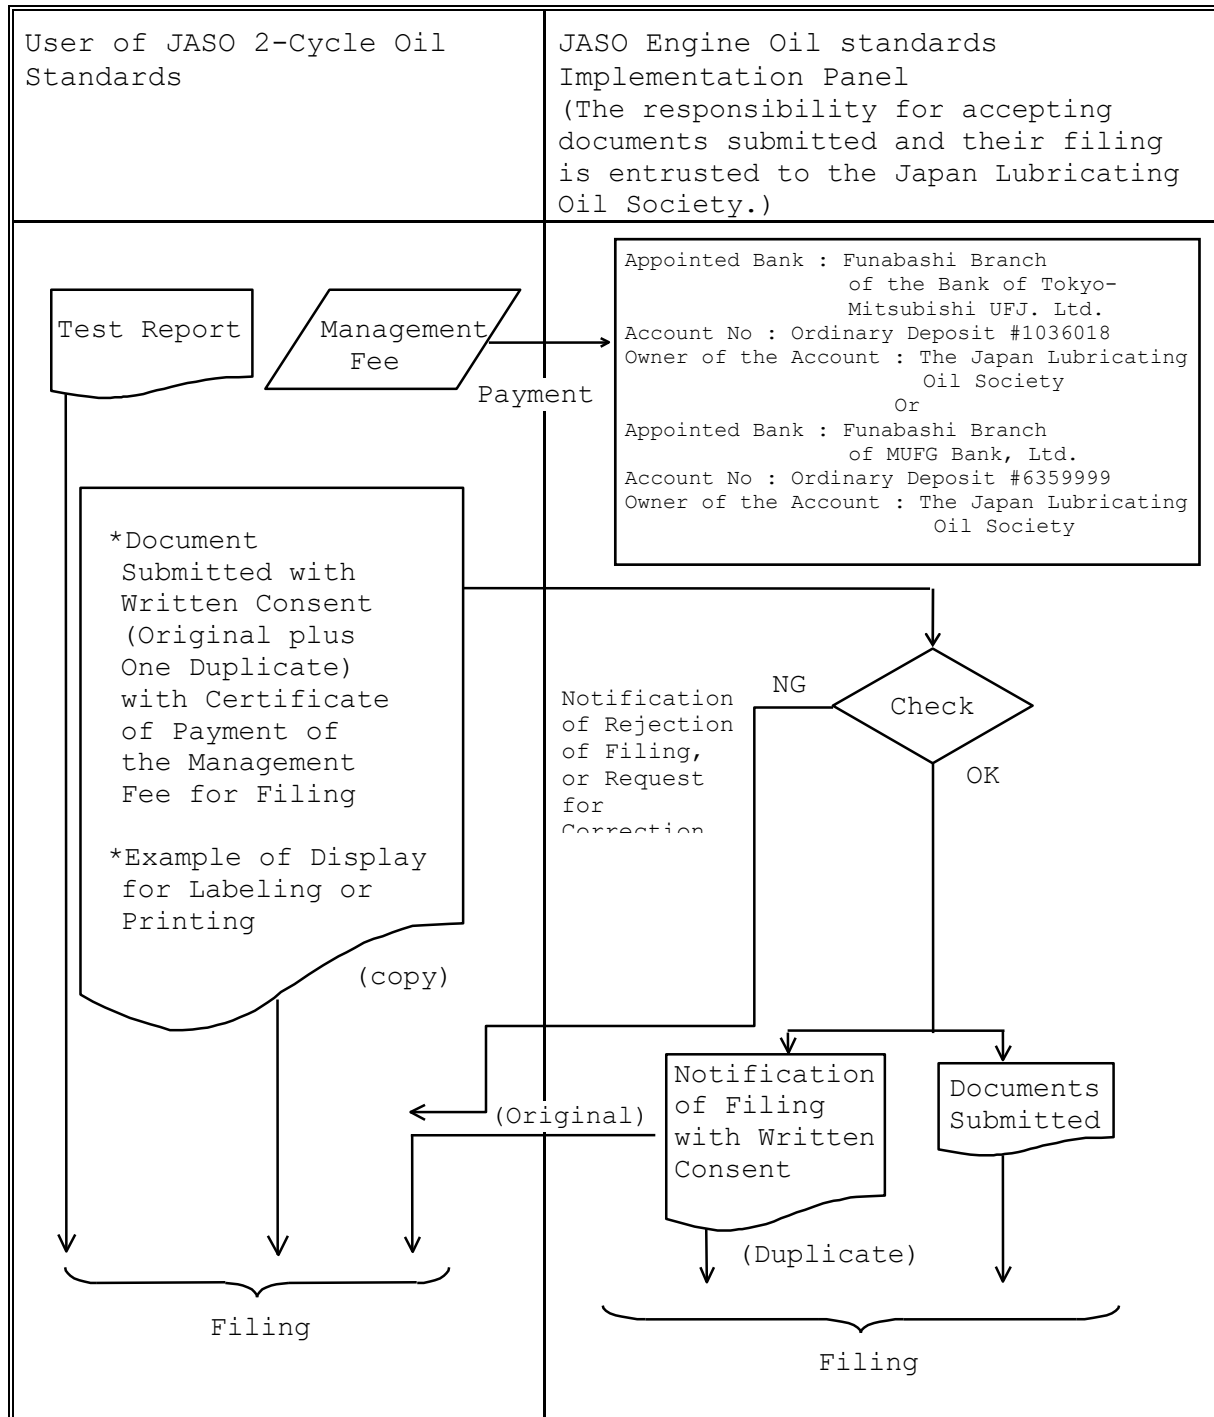 User of JASO 2-Cycle Oil
Standards
JASO Engine Oil standards
Implementation Panel
(The responsibility for accepting
documents submitted and their filing
is entrusted to the Japan Lubricating
Oil Society.)
Test Report
Management
Fee
Payment
Appointed Bank : Funabashi Branch
of the Bank of Tokyo-
Mitsubishi UFJ. Ltd.
Account No : Ordinary Deposit #1036018
Owner of the Account : The Japan Lubricating
Oil Society
Or
Appointed Bank : Funabashi Branch
of MUFG Bank, Ltd.
Account No : Ordinary Deposit #6359999
Owner of the Account : The Japan Lubricating
Oil Society
*Document
Submitted with
Written Consent
(Original plus
One Duplicate)
with Certificate
of Payment of
the Management
Fee for Filing
*Example of Display
for Labeling or
Printing
(copy)
Notification
of Rejection
of Filing,
or Request
for
Correction
NG
Check
OK
(Original)
Notification
of Filing
with Written
Consent
Documents
Submitted
(Duplicate)
Filing
Filing